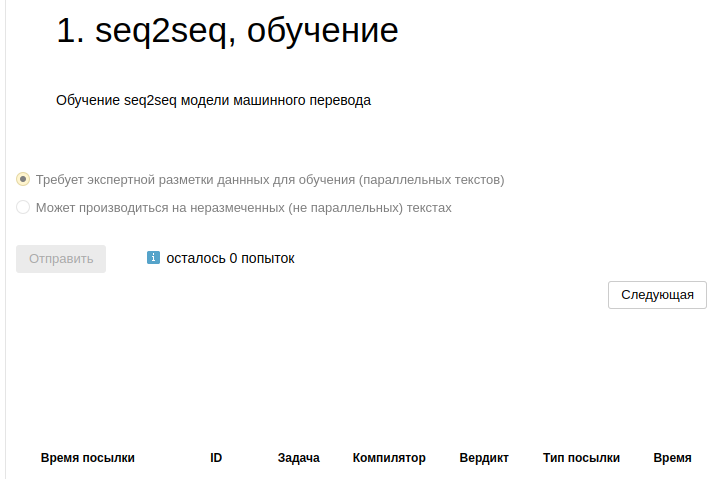 1. seq2seq, обучение
Обучение seq2seq модели машинного перевода
Требует экспертной разметки даннных для обучения (параллельных текстов)
Может производиться на неразмеченных (не параллельных) текстах
Отправить
осталось 0 попыток
Следующая
Время посылки ID Задача Компилятор Вердикт Тип посылки Время